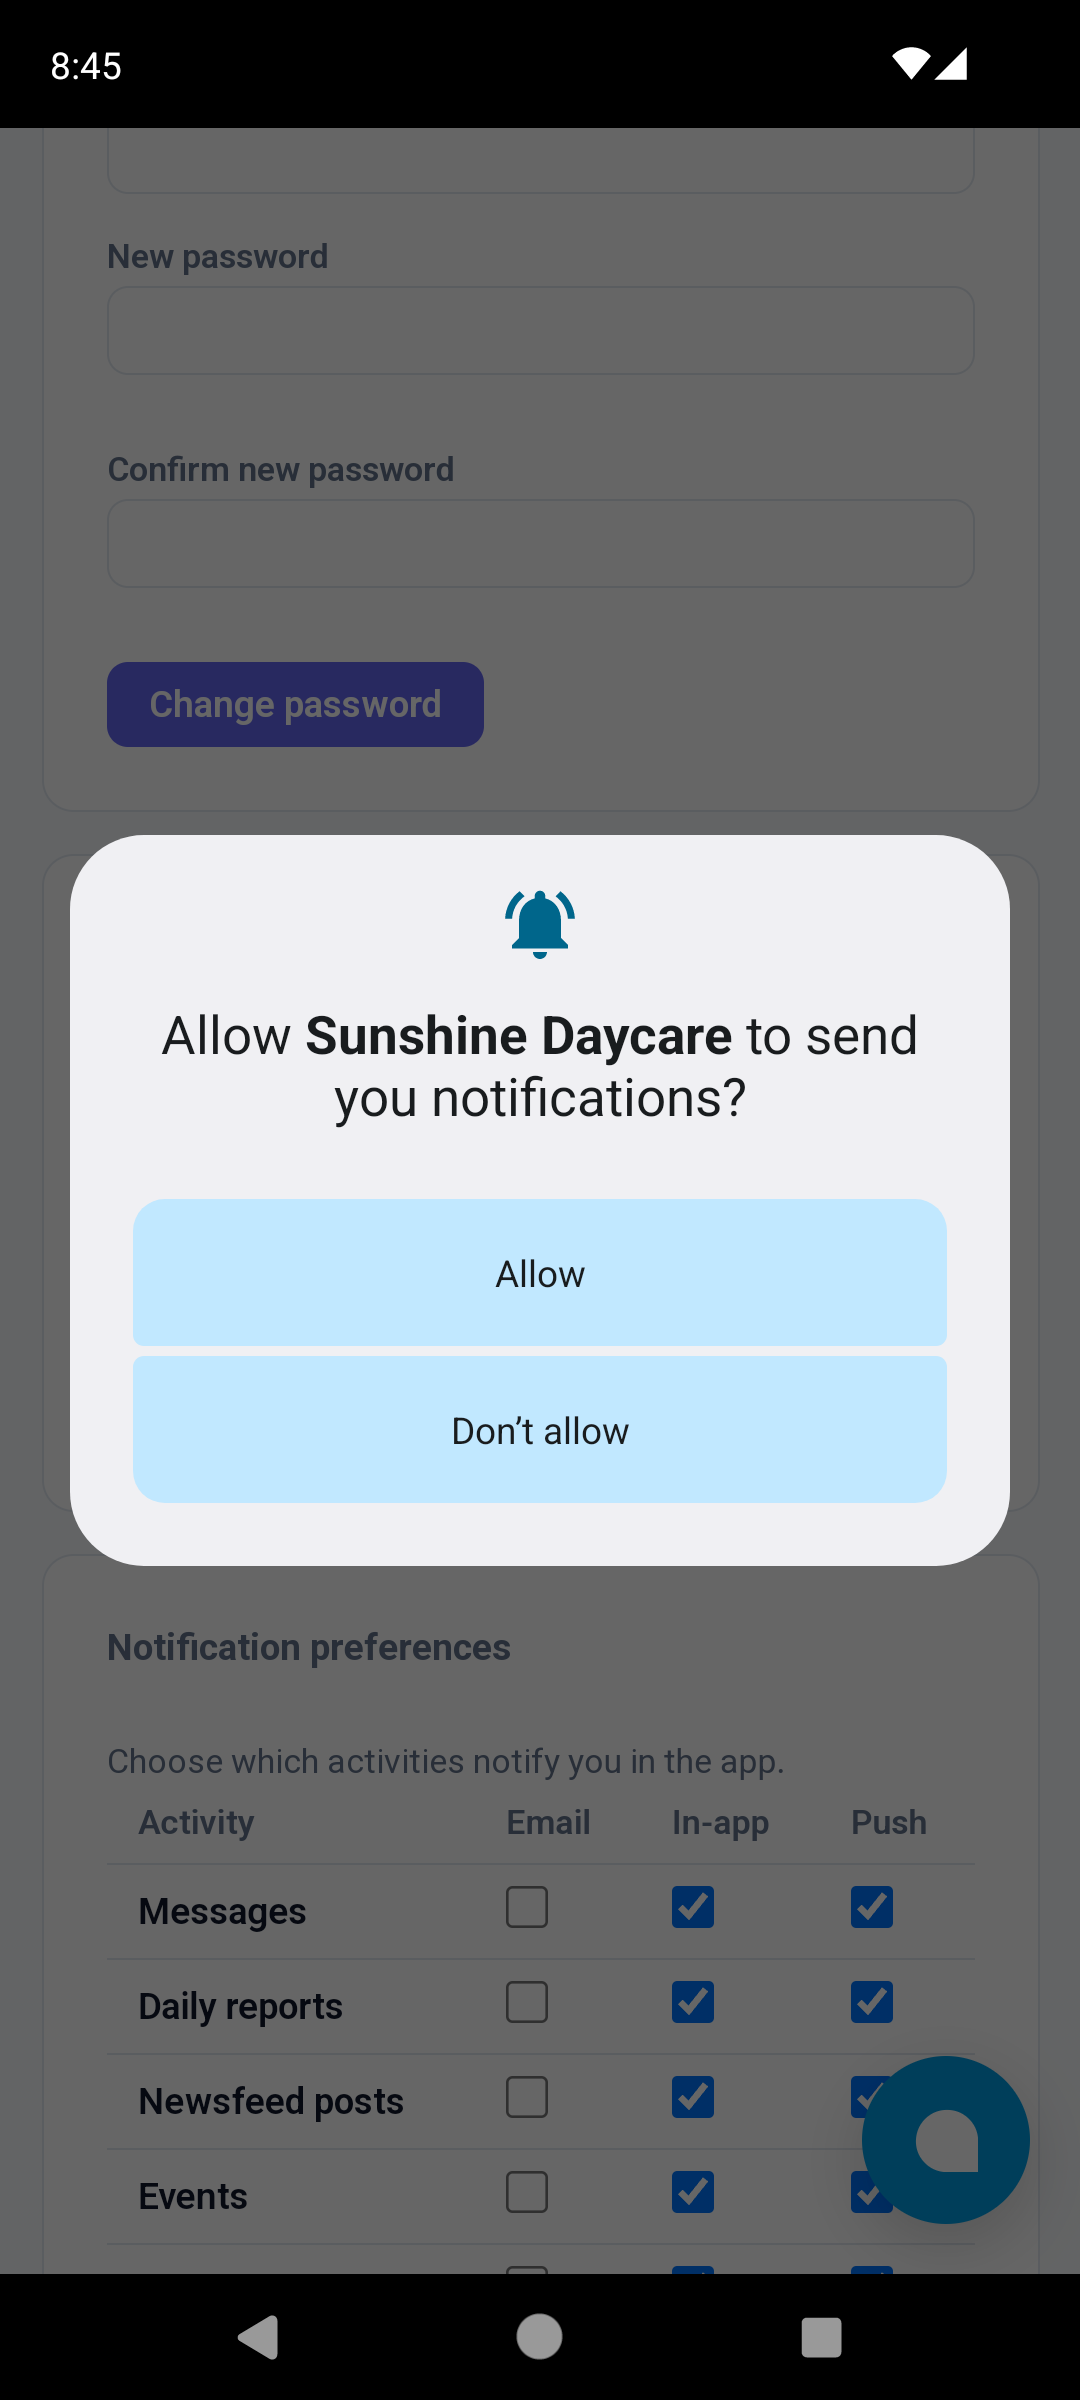 8:45
New password
Confirm new password
Change password
Allow Sunshine Daycare to send
you notifications?
Allow
Don’t allow
Notification preferences
Choose which activities notify you in the app.
Activity Email In-app Push
Messages
Daily reports
Newsfeed posts
Events